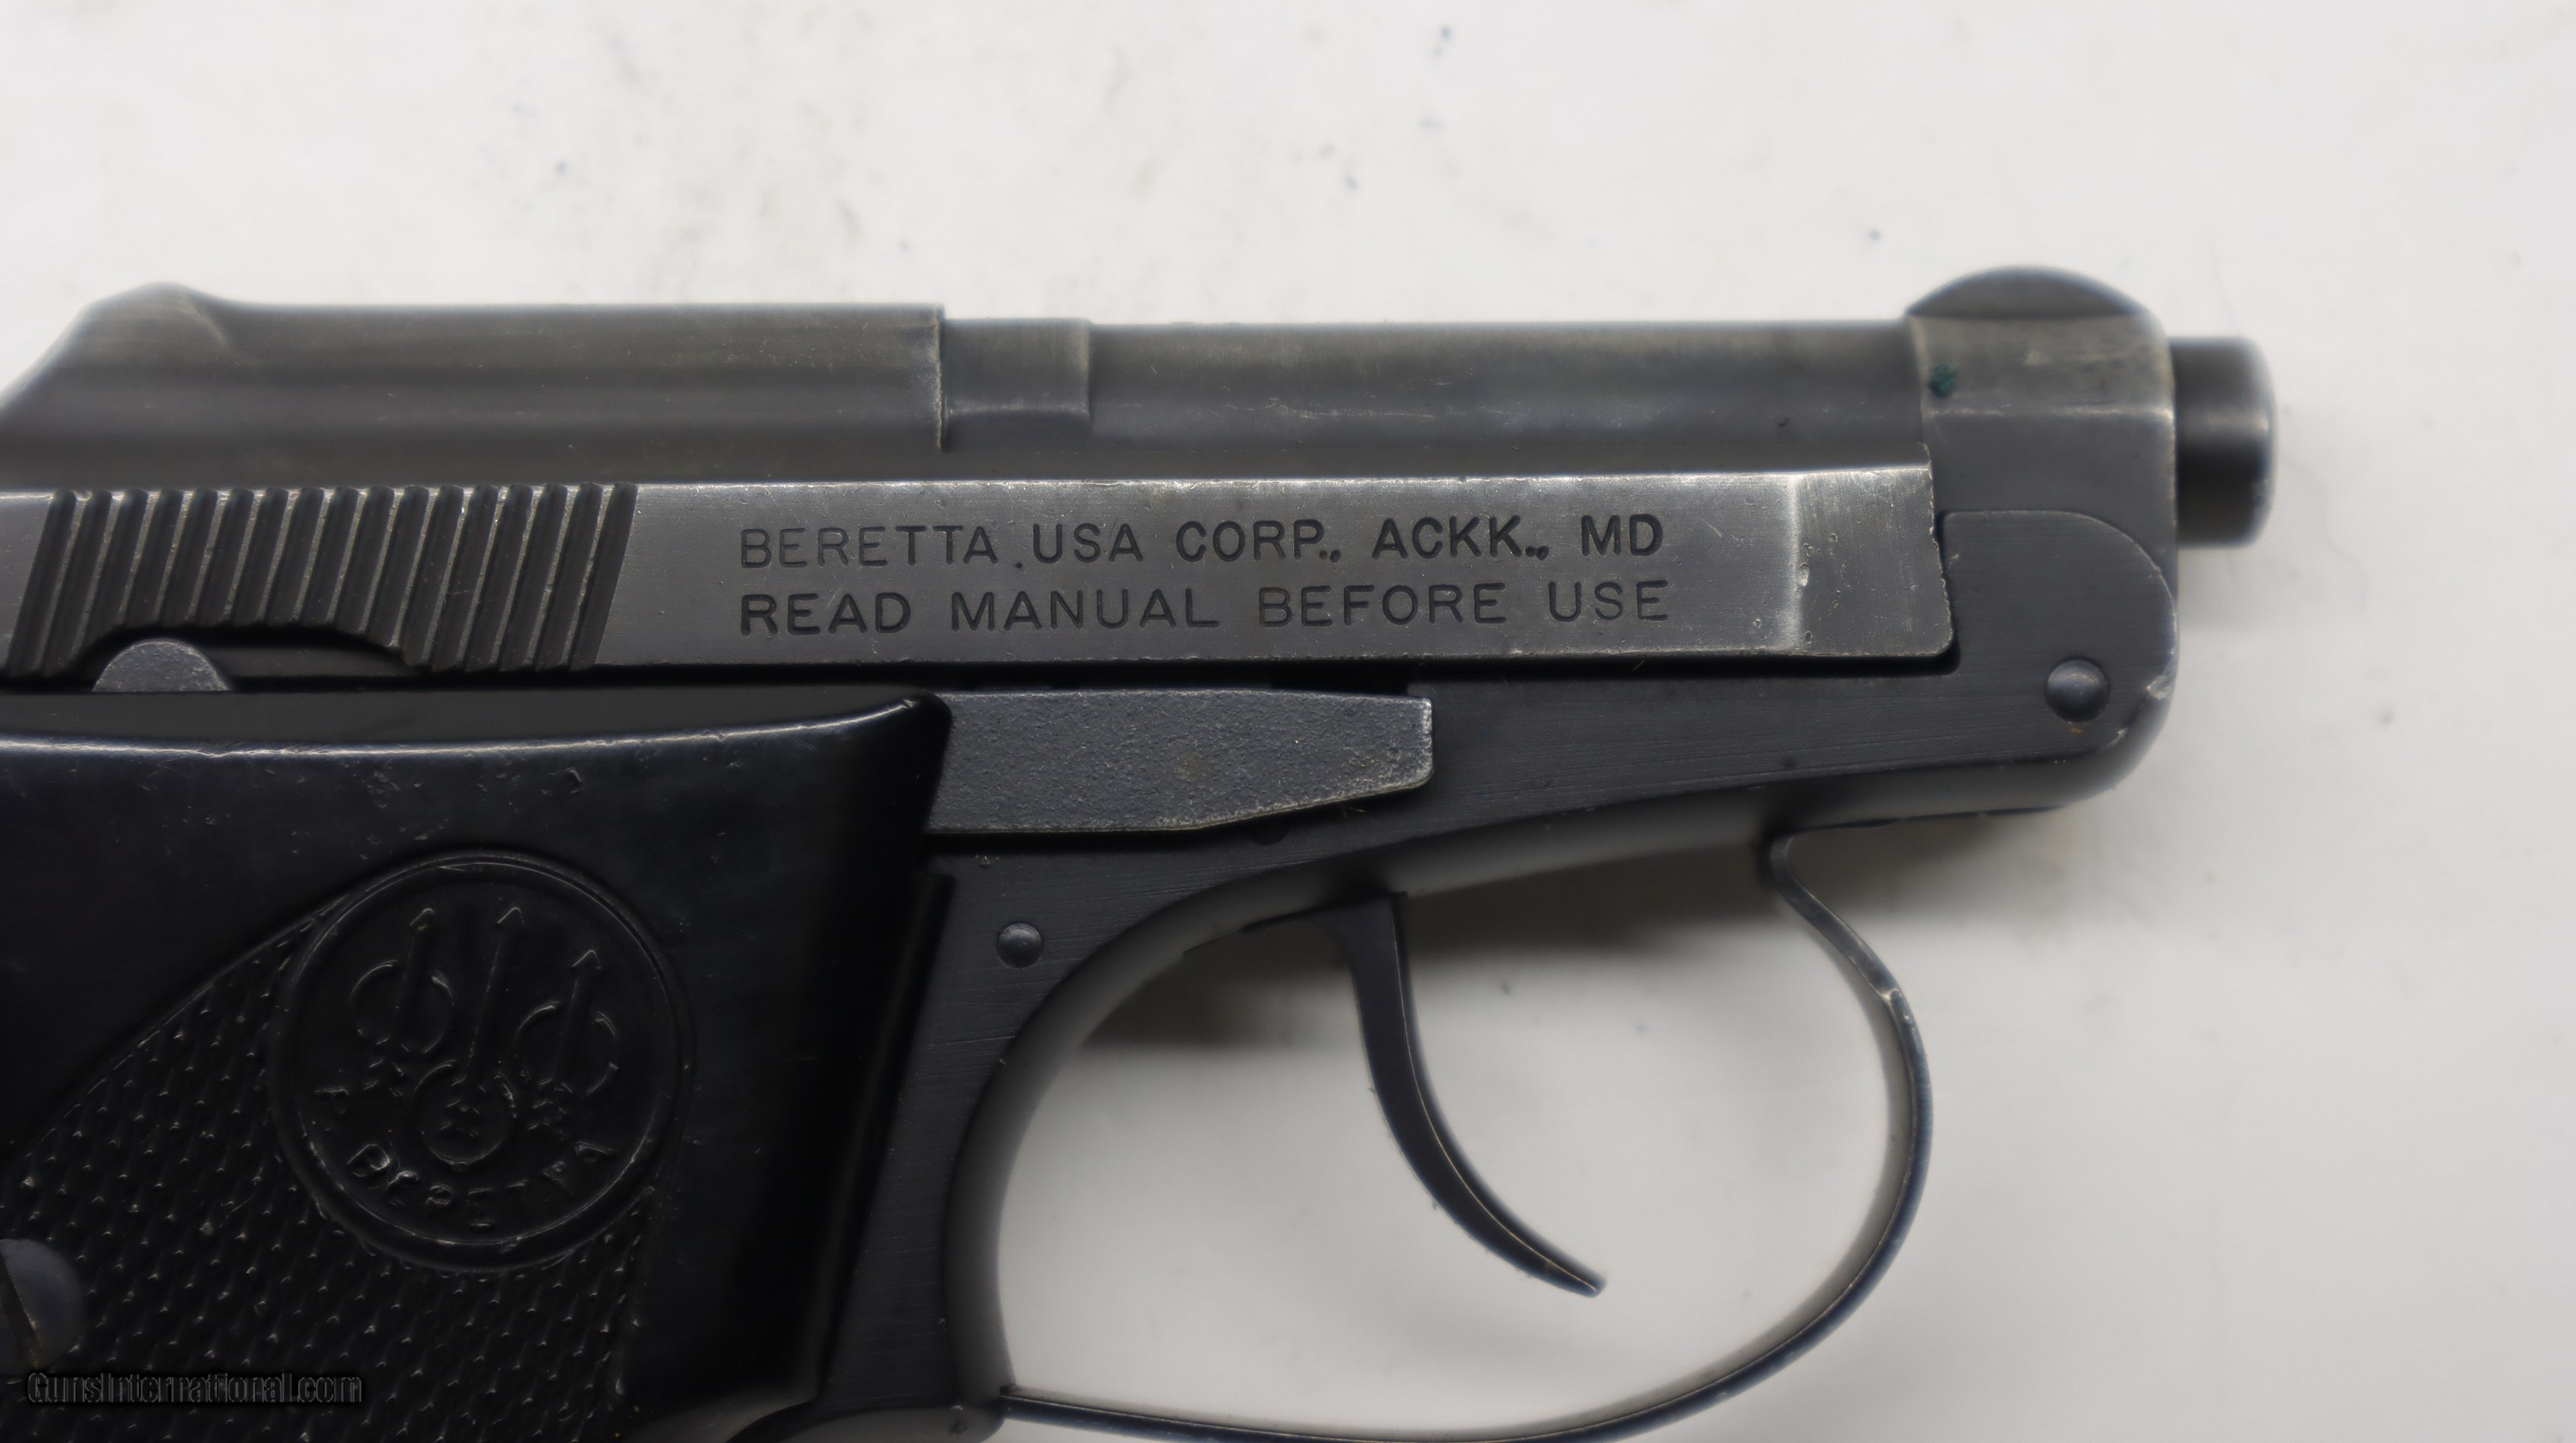 BERETTA USA CORP., ACKK., MD
READ MANUAL BEFORE USE
BERETTA
GunsInternational.com